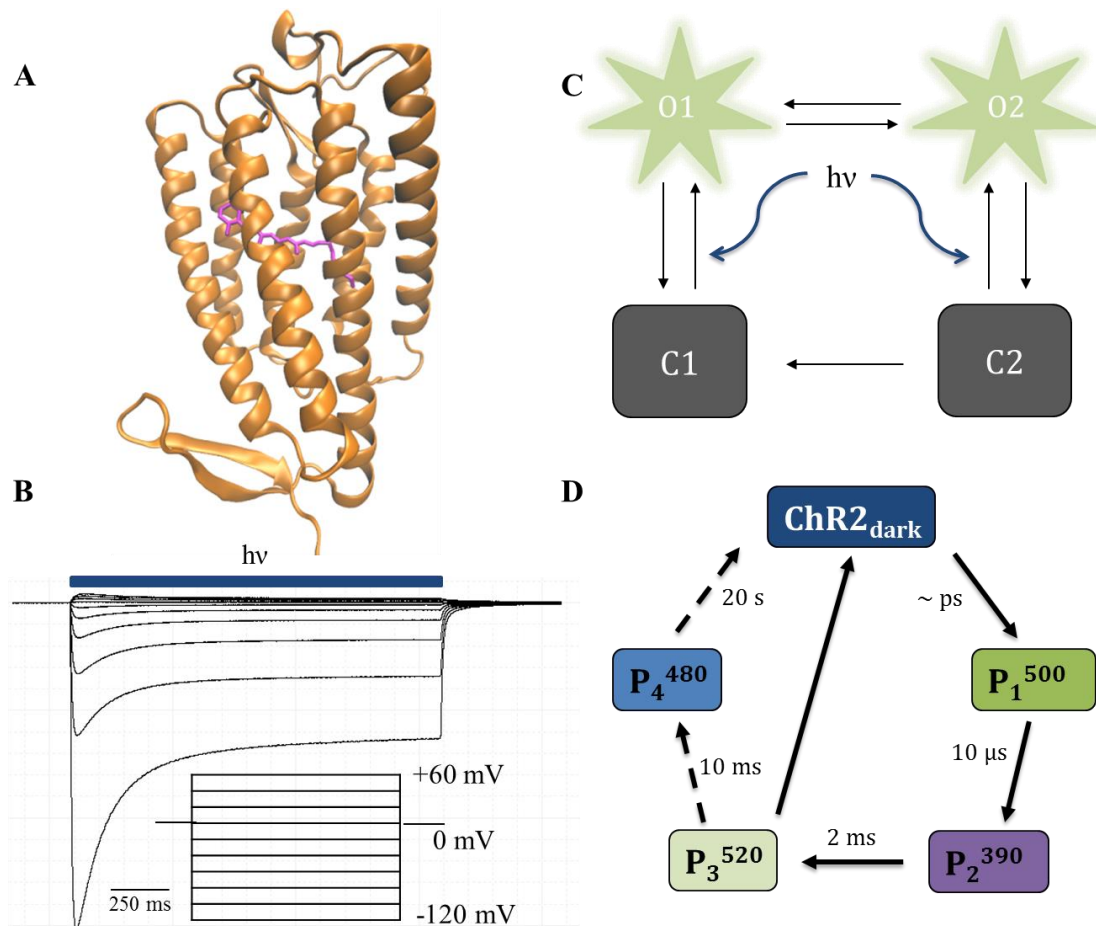 A
B
hν
+60 mV
0 mV
250 ms
-120 mV
C
O1
O2
hν
C1
C2
D
ChR2dark
20 s
~ ps
P₄⁴⁸⁰
P₁⁵⁰⁰
10 ms
10 µs
2 ms
P₃⁵²⁰
P₂³⁹⁰